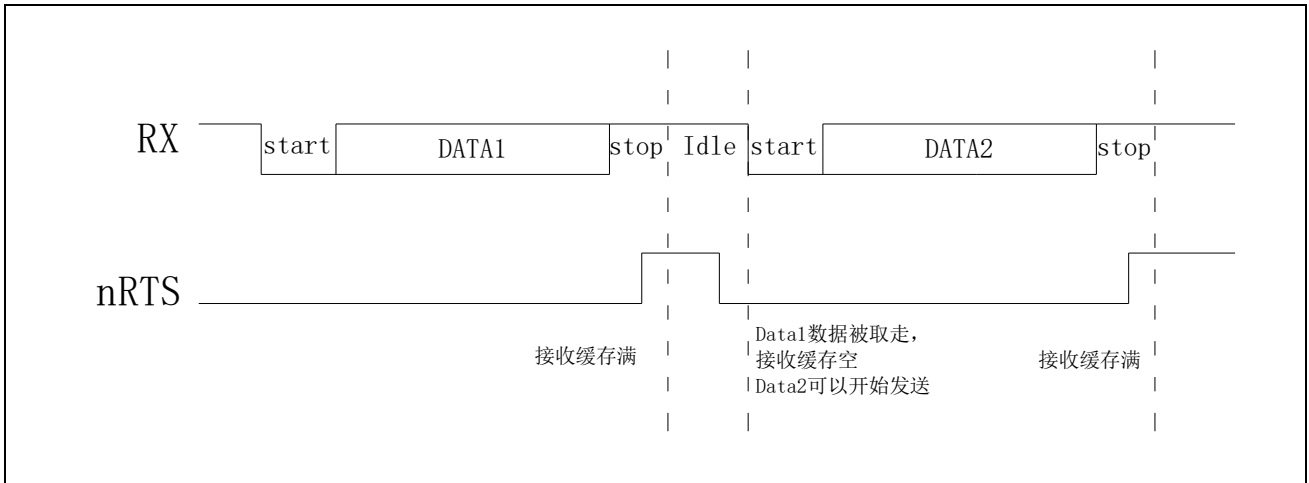 RX
start
DATA1
stop
Idle
start
DATA2
stop
nRTS
接收缓存满
Data1数据被取走，
接收缓存空
Data2可以开始发送
接收缓存满